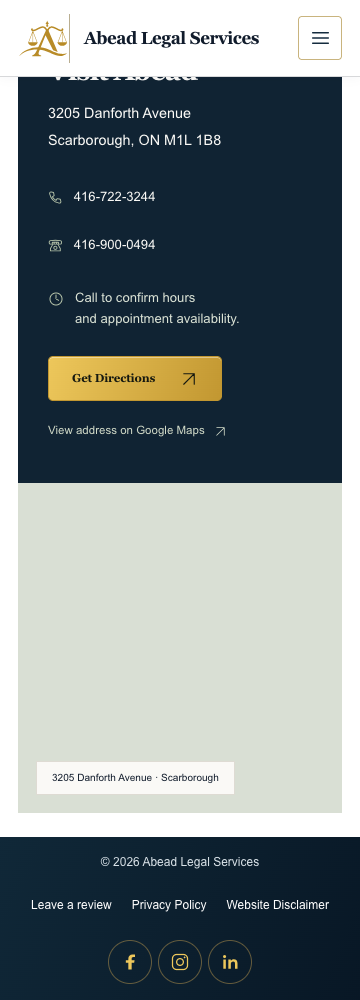 Abead Legal Services
Visit Abead
3205 Danforth Avenue
Scarborough, ON M1L 1B8
416-722-3244
416-900-0494
Call to confirm hours
and appointment availability.
Get Directions
View address on Google Maps
3205 Danforth Avenue · Scarborough
© 2026 Abead Legal Services
Leave a review Privacy Policy Website Disclaimer